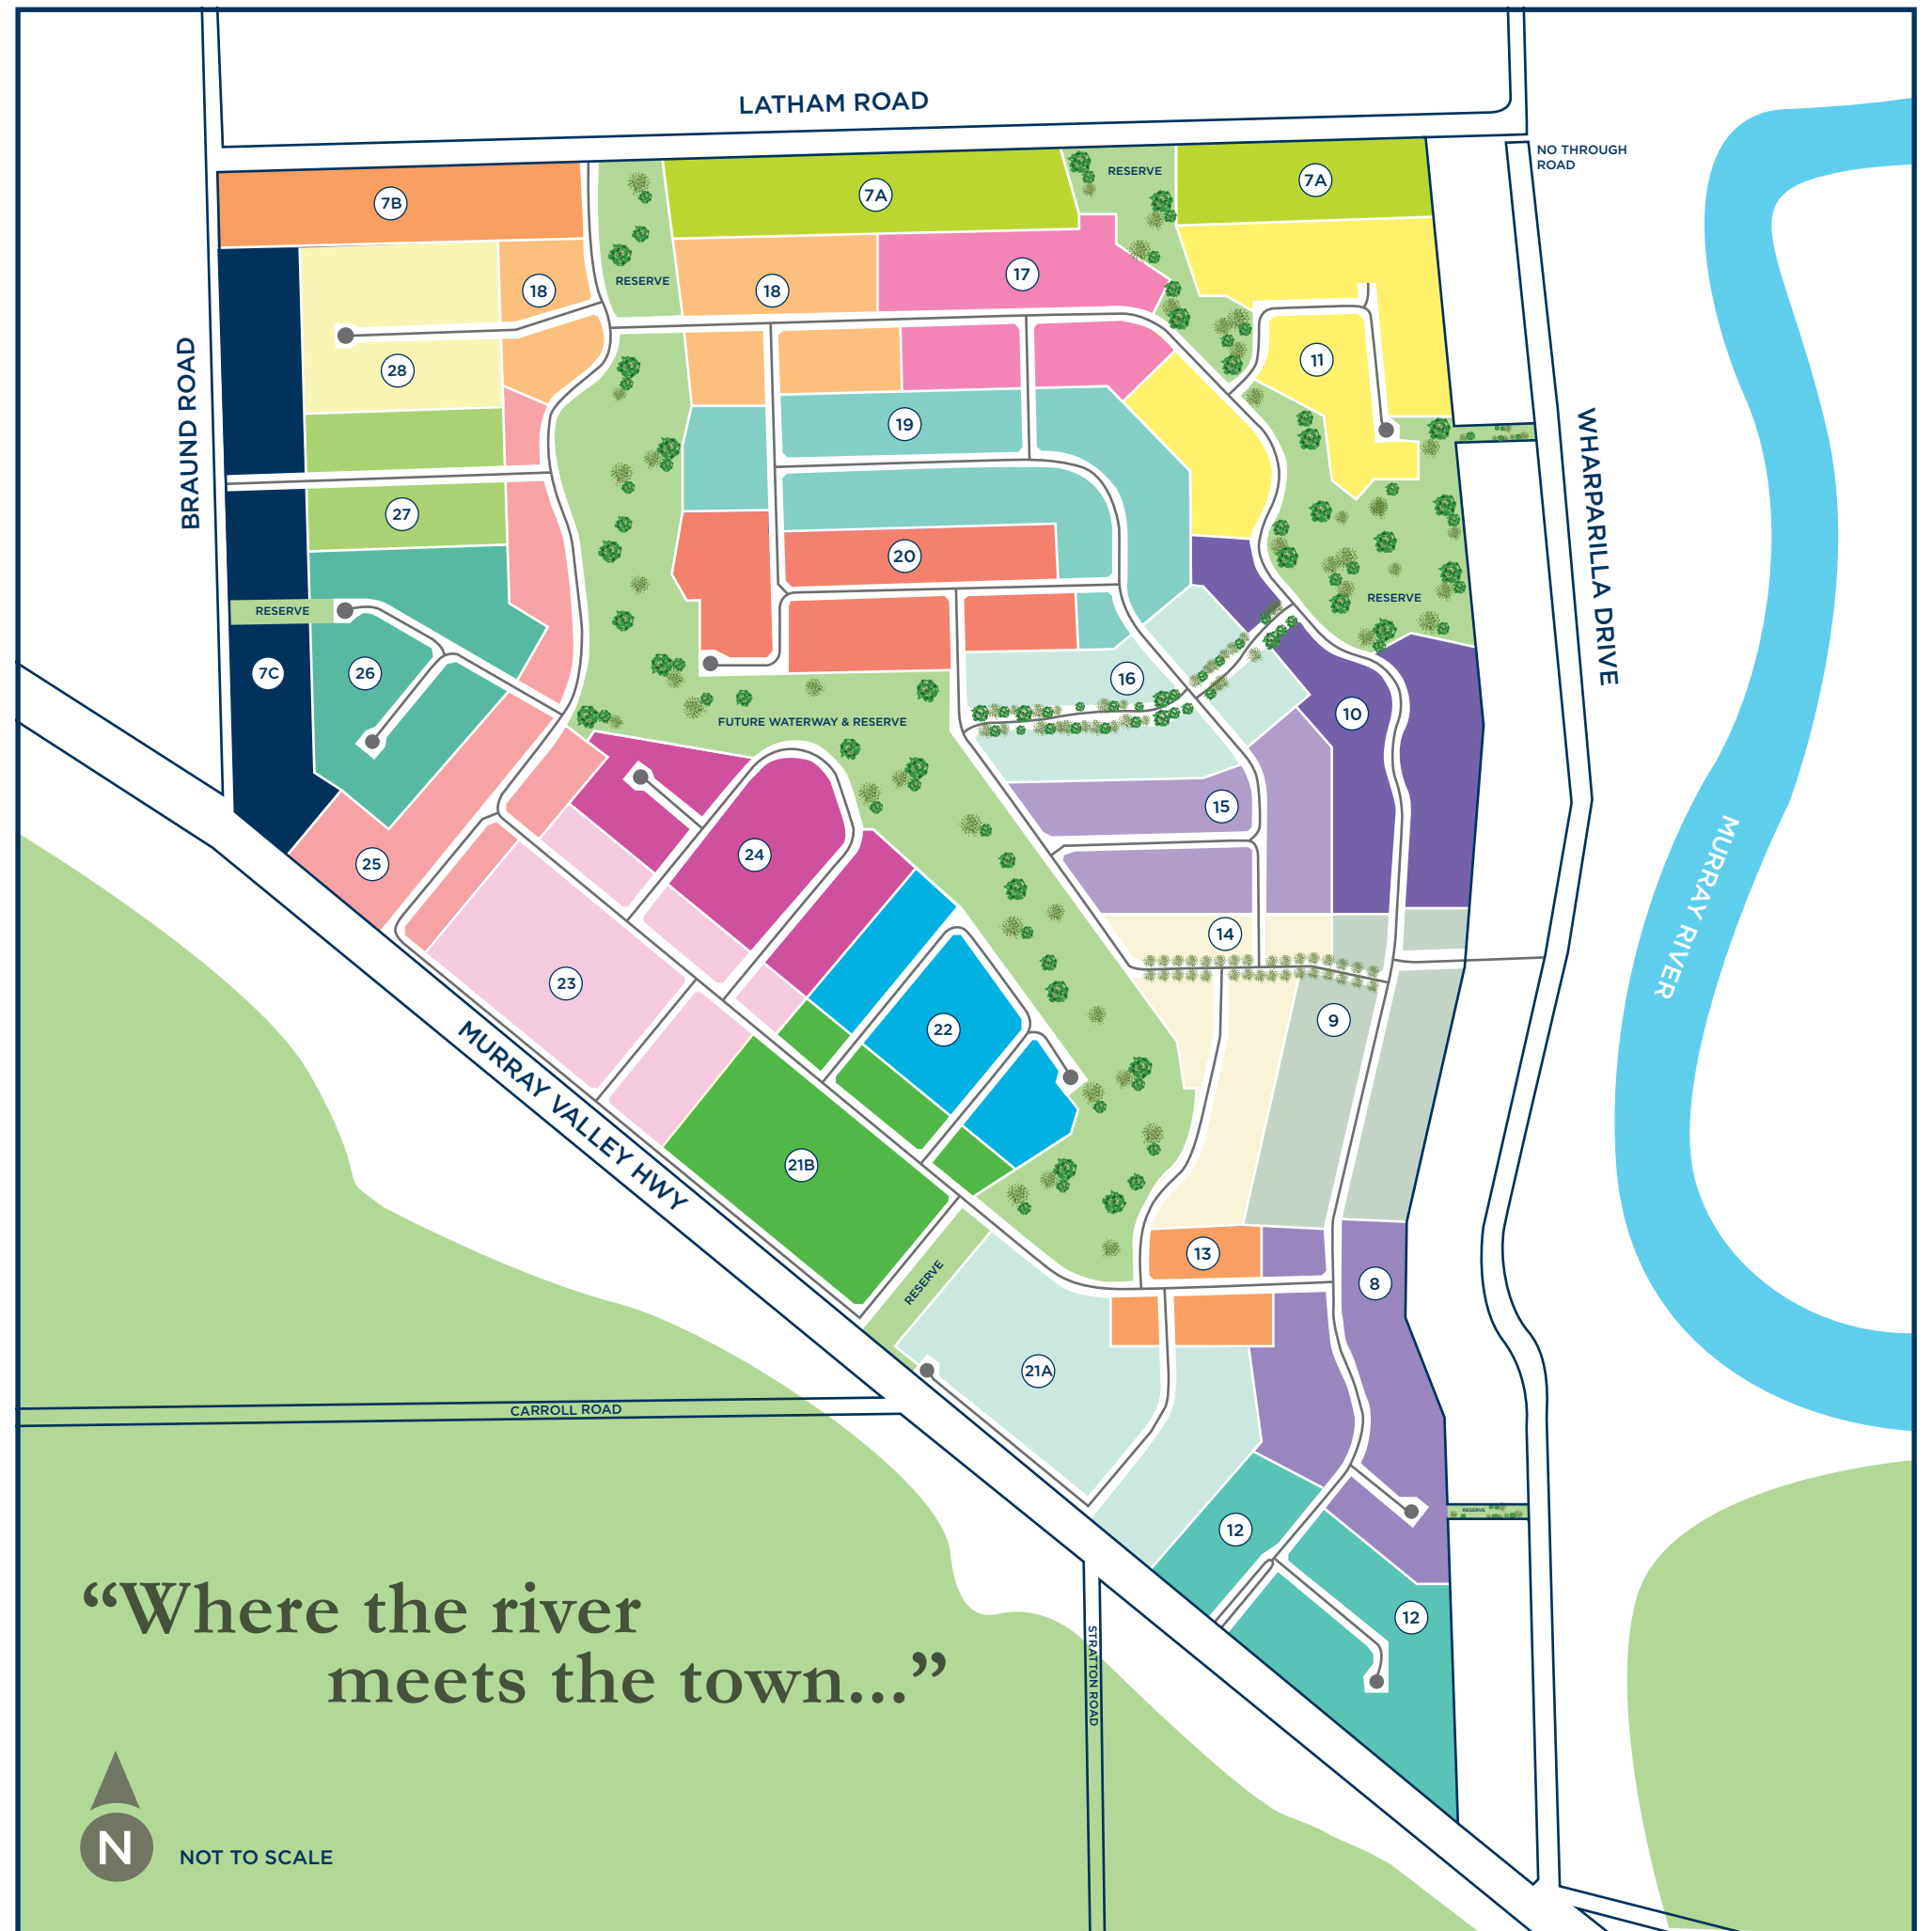 LATHAM ROAD
NO THROUGH
ROAD
RESERVE
7A
7B
7A
17
RESERVE
18
18
11
28
BRAUND ROAD
19
WHARPARILLA DRIVE
27
20
RESERVE
RESERVE
7C
26
16
10
FUTURE WATERWAY & RESERVE
15
24
25
MURRAY RIVER
14
23
9
22
MURRAY VALLEY HWY
21B
13
8
RESERVE
21A
CARROLL ROAD
RESERVE
12
12
“Where the river
meets the town...”
STRATTON ROAD
N
NOT TO SCALE